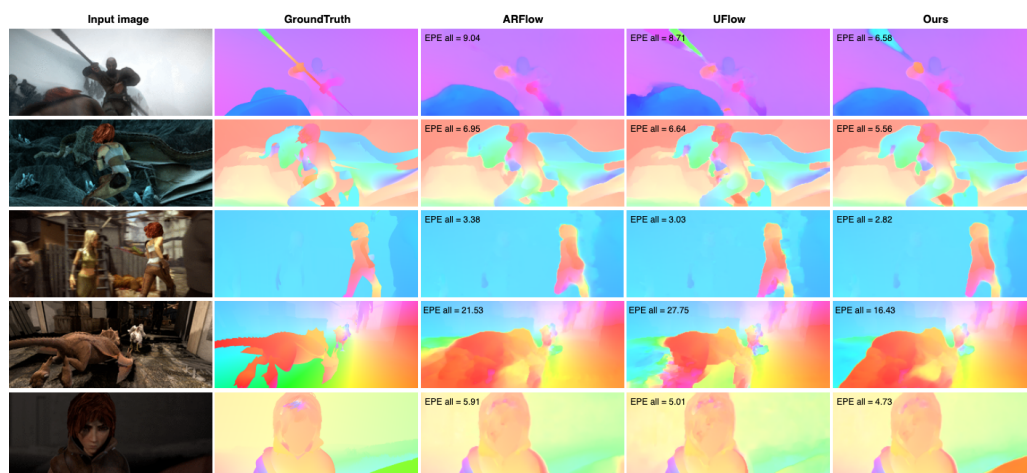 Input image GroundTruth ARFlow UFlow Ours
EPE all = 9.04 EPE all = 8.71 EPE all = 6.58
EPE all = 6.95 EPE all = 6.64 EPE all = 5.56
EPE all = 3.38 EPE all = 3.03 EPE all = 2.82
EPE all = 21.53 EPE all = 27.75 EPE all = 16.43
EPE all = 5.91 EPE all = 5.01 EPE all = 4.73